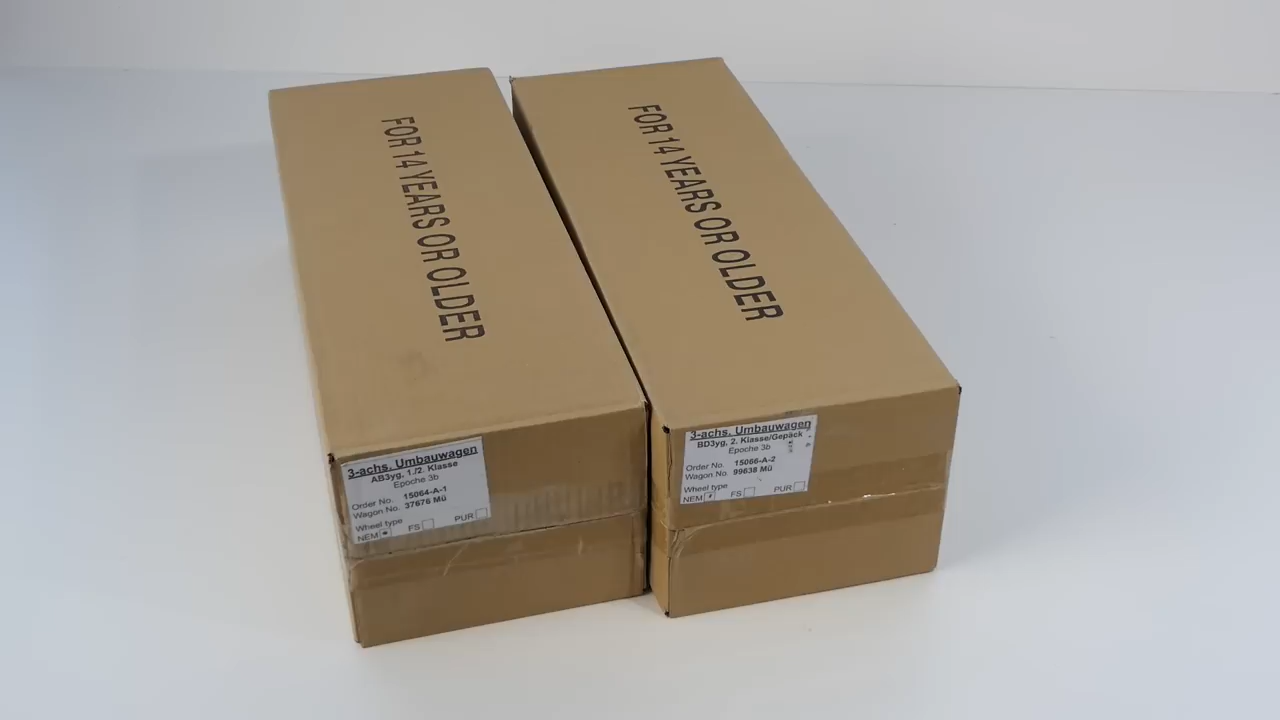 FOR 14 YEARS OR OLDER
3-achs. Umbauwagen
AB3yg, 1./2. Klasse
Epoche 3b
Order No. 15064-A-1
Wagon No. 37676 Mü
Wheel type
NEM FS PUR
FOR 14 YEARS OR OLDER
3-achs. Umbauwagen
BD3yg, 2. Klasse/Gepäck
Epoche 3b
Order No. 15066-A-2
Wagon No. 99638 Mü
Wheel type
NEM FS PUR